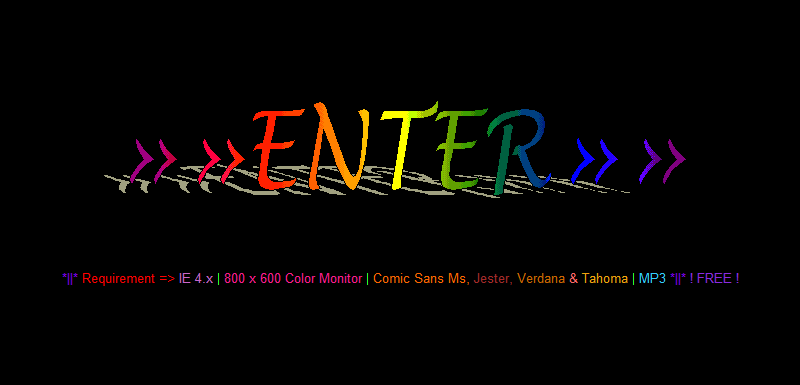 »» »»ENTER»» »»
*||* Requirement => IE 4.x | 800 x 600 Color Monitor | Comic Sans Ms, Jester, Verdana & Tahoma | MP3 *||* ! FREE !